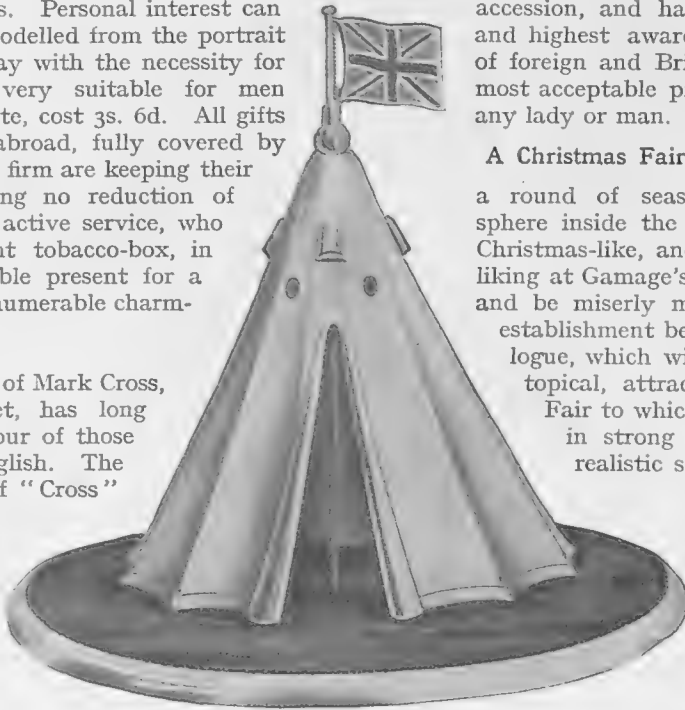 s. Personal interest can
odelled from the portrait
ay with the necessity for
very suitable for men
te, cost 3s. 6d. All gifts
abroad, fully covered by
firm are keeping their
ng no reduction of
active service, who
nt tobacco-box, in
ble present for a
numerable charm-
of Mark Cross,
et, has long
our of those
glish. The
f "Cross"
accession, and ha
and highest awar
of foreign and Bri
most acceptable p
any lady or man.
A Christmas Fair
a round of seas
sphere inside the
Christmas-like, an
liking at Gamage's
and be miserly m
establishment be
logue, which wi
topical, attrac
Fair to which
in strong
realistic s